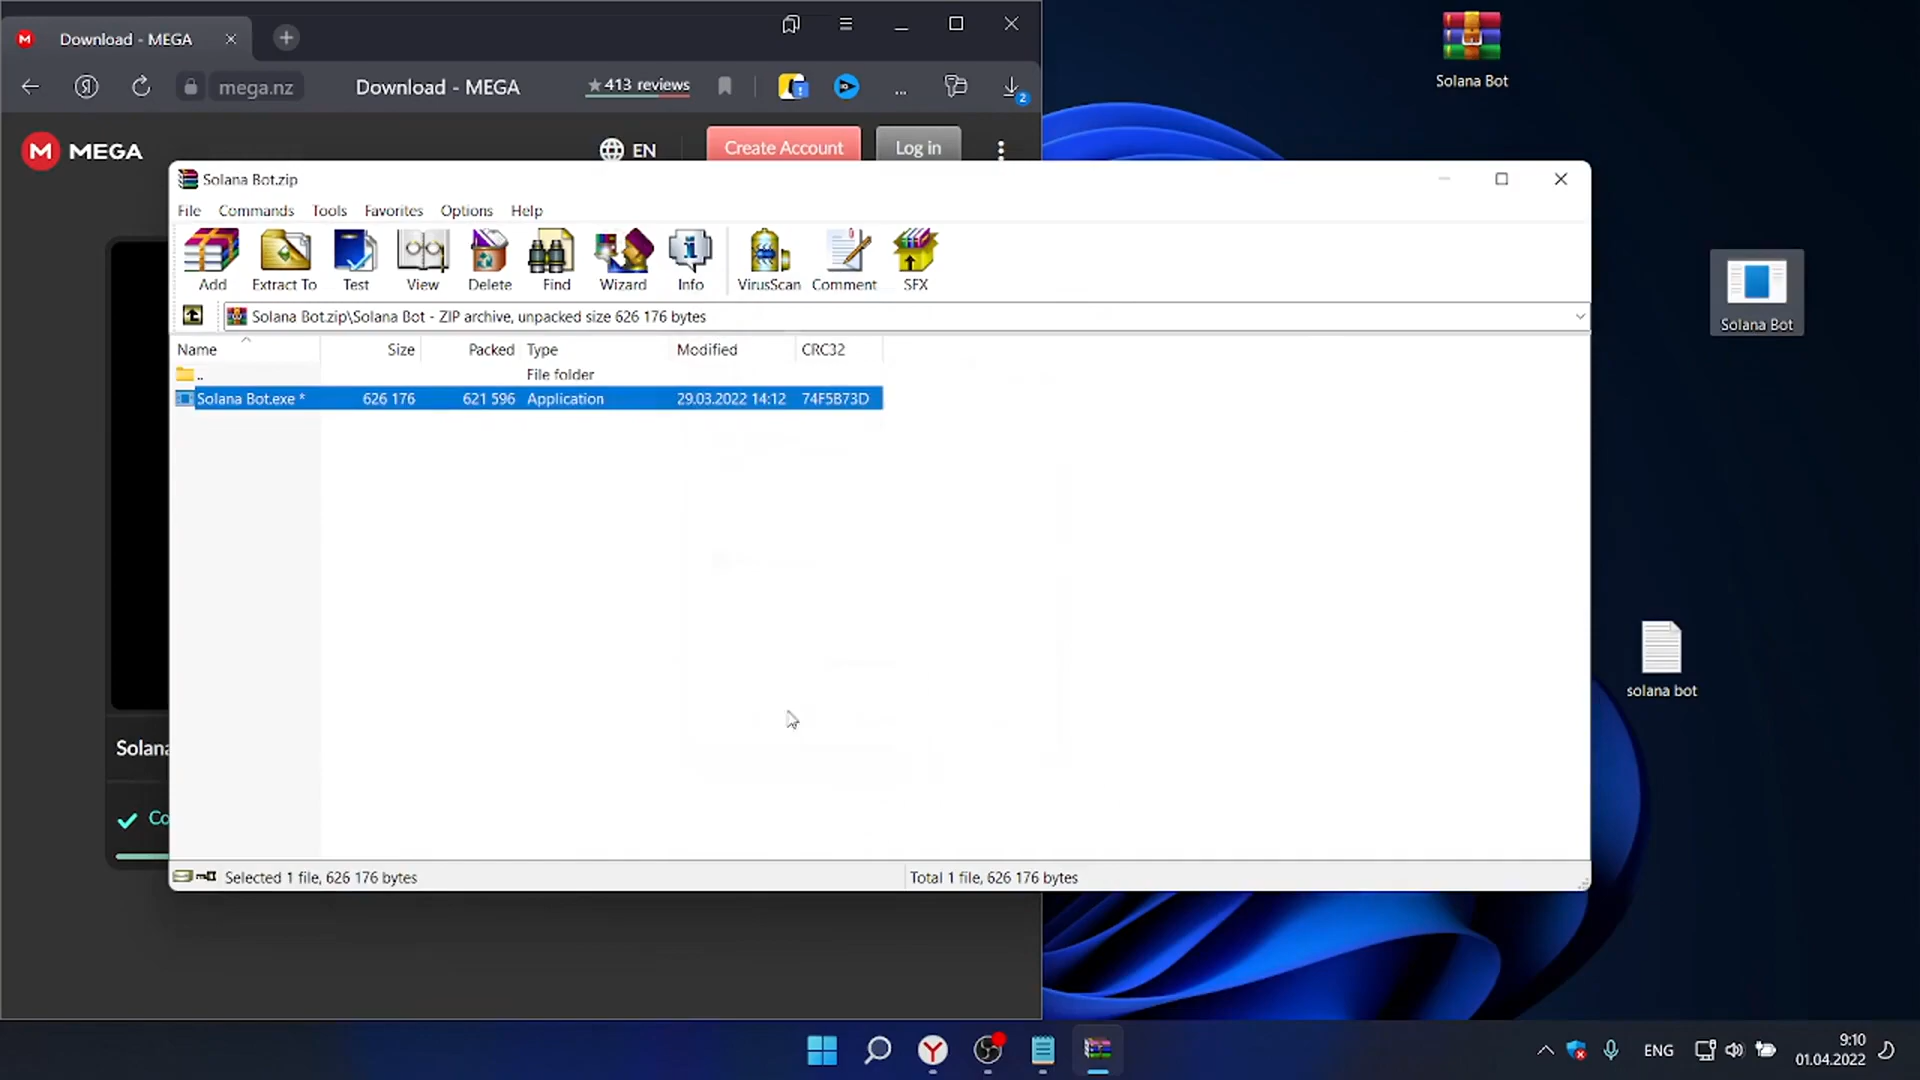 Download - MEGA
mega.nz
Download - MEGA
★413 reviews
...
2
M MEGA
EN
Create Account
Log in
Solana Bot
Solana Bot.zip
File Commands Tools Favorites Options Help
Add Extract To Test View Delete Find Wizard Info VirusScan Comment SFX
Solana Bot.zip\Solana Bot - ZIP archive, unpacked size 626 176 bytes
Name Size Packed Type Modified CRC32
.. File folder
Solana Bot.exe * 626 176 621 596 Application 29.03.2022 14:12 74F5B73D
Solana Bot
solana bot
Solana
Co
Selected 1 file, 626 176 bytes
Total 1 file, 626 176 bytes
ENG
9:10
01.04.2022